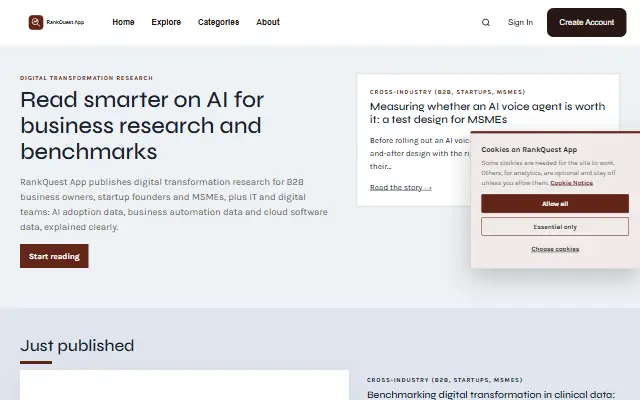 RankQuest App
Home
Explore
Categories
About
Sign In
Create Account
DIGITAL TRANSFORMATION RESEARCH
Read smarter on AI for
business research and
benchmarks
RankQuest App publishes digital transformation research for B2B
business owners, startup founders and MSMEs, plus IT and digital
teams: AI adoption data, business automation data and cloud software
data, explained clearly.
Start reading
CROSS-INDUSTRY (B2B, STARTUPS, MSMES)
Measuring whether an AI voice agent is worth
it: a test design for MSMEs
Before rolling out an AI voic
and-after design with the ri
their...
Read the story →
Cookies on RankQuest App
Some cookies are needed for the site to work.
Others, for analytics, are optional and stay off
unless you allow them. Cookie Notice
Allow all
Essential only
Choose cookies
Just published
CROSS-INDUSTRY (B2B, STARTUPS, MSMES)
Benchmarking digital transformation in clinical data: